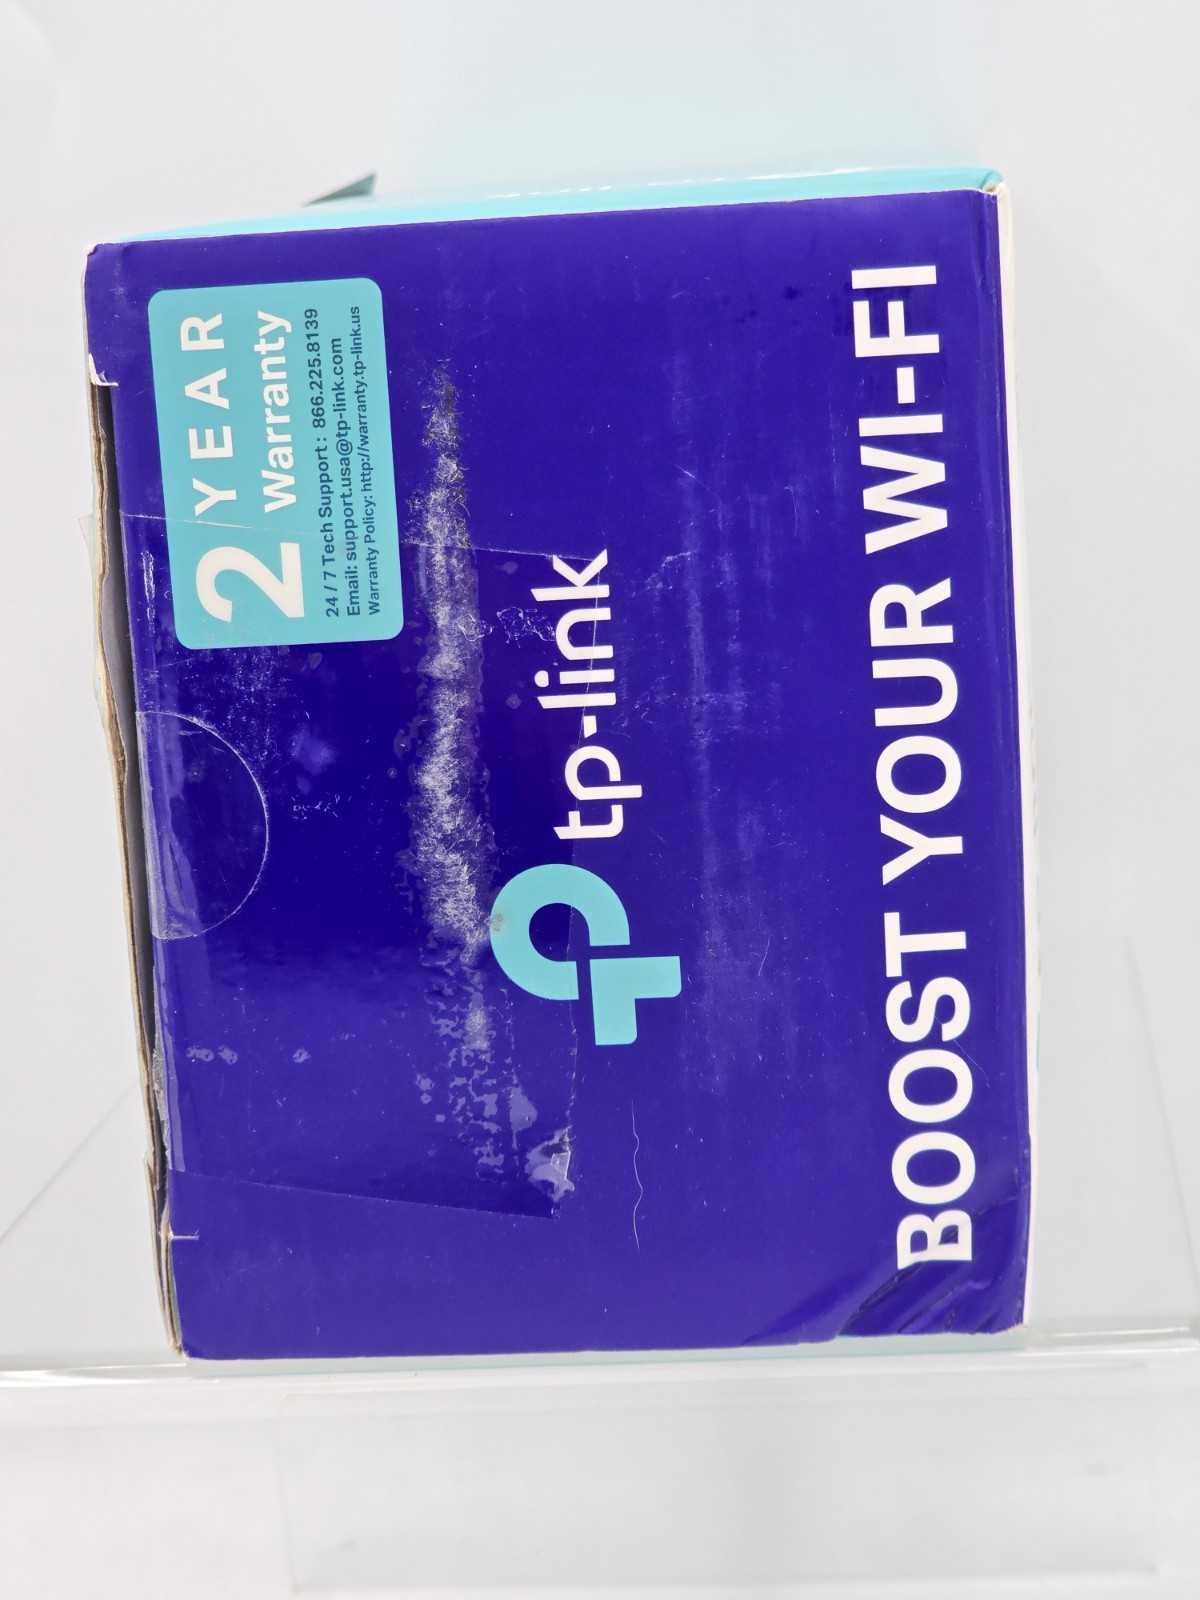 2 YEAR
Warranty
24 / 7 Tech Support : 866.225.8139
Email: support.usa@tp-link.com
Warranty Policy: http://warranty.tp-link.us
tp-link
BOOST YOUR WI-FI